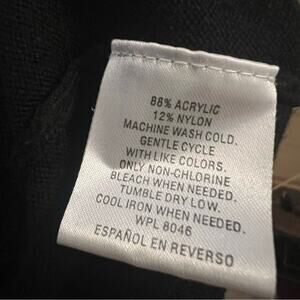 88% ACRYLIC
12% NYLON
MACHINE WASH COLD.
GENTLE CYCLE
WITH LIKE COLORS.
ONLY NON-CHLORINE
BLEACH WHEN NEEDED.
TUMBLE DRY LOW.
COOL IRON WHEN NEEDED.
WPL 8046
ESPAÑOL EN REVERSO